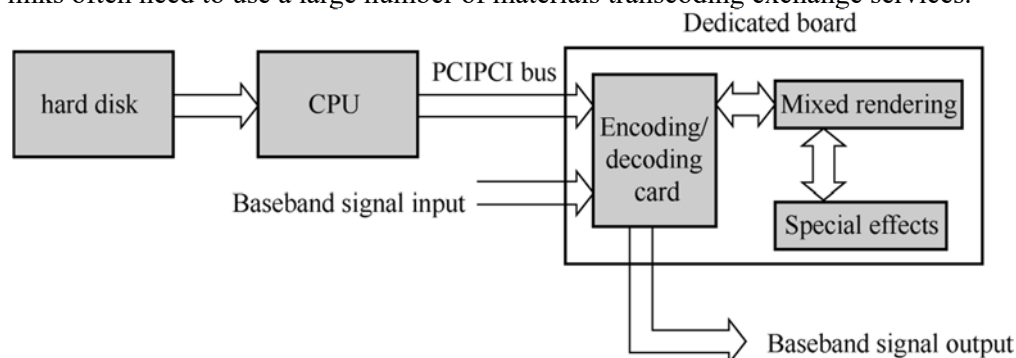 links often need to use a large number of materials transcoding exchange services.
Dedicated board
hard disk
CPU
PCIPCI bus
Encoding/
decoding
card
Mixed rendering
Special effects
Baseband signal input
Baseband signal output